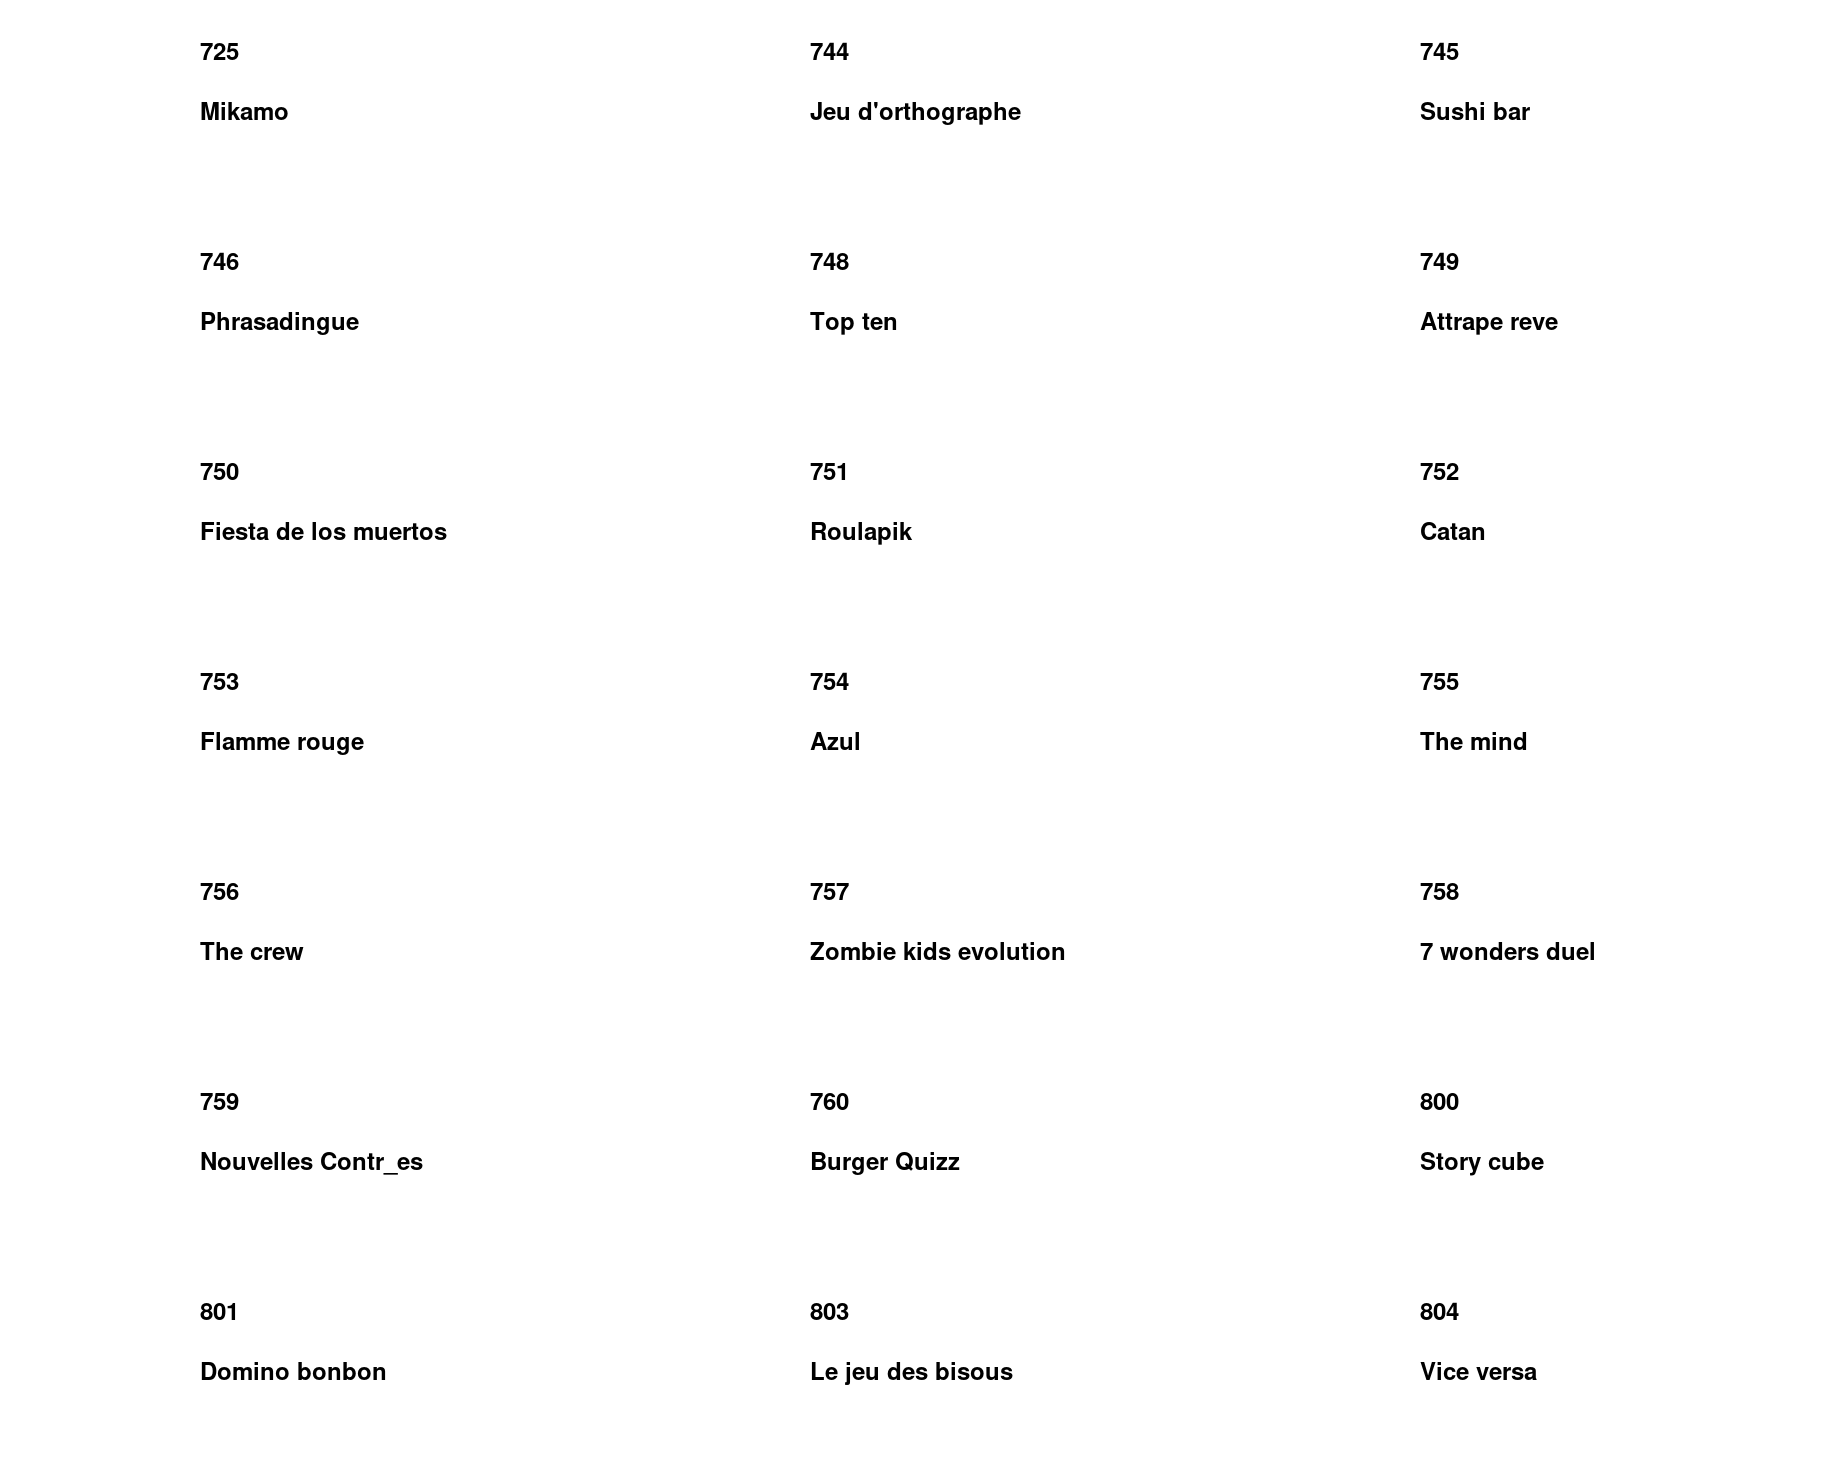 725
Mikamo
744
Jeu d'orthographe
745
Sushi bar
746
Phrasadingue
748
Top ten
749
Attrape reve
750
Fiesta de los muertos
751
Roulapik
752
Catan
753
Flamme rouge
754
Azul
755
The mind
756
The crew
757
Zombie kids evolution
758
7 wonders duel
759
Nouvelles Contr_es
760
Burger Quizz
800
Story cube
801
Domino bonbon
803
Le jeu des bisous
804
Vice versa